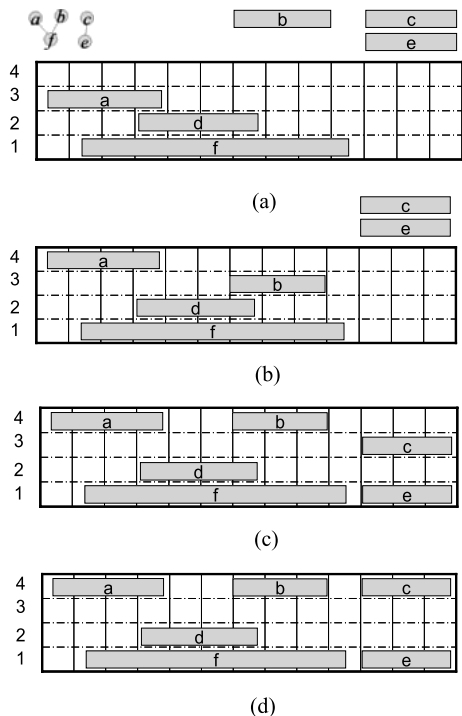 a b c
f e
b c
e
4
3 a
2 d
1 f
(a)
c
e
4 a
3 b
2 d
1 f
(b)
4 a b
3 c
2 d
1 f e
(c)
4 a b c
3
2 d
1 f e
(d)